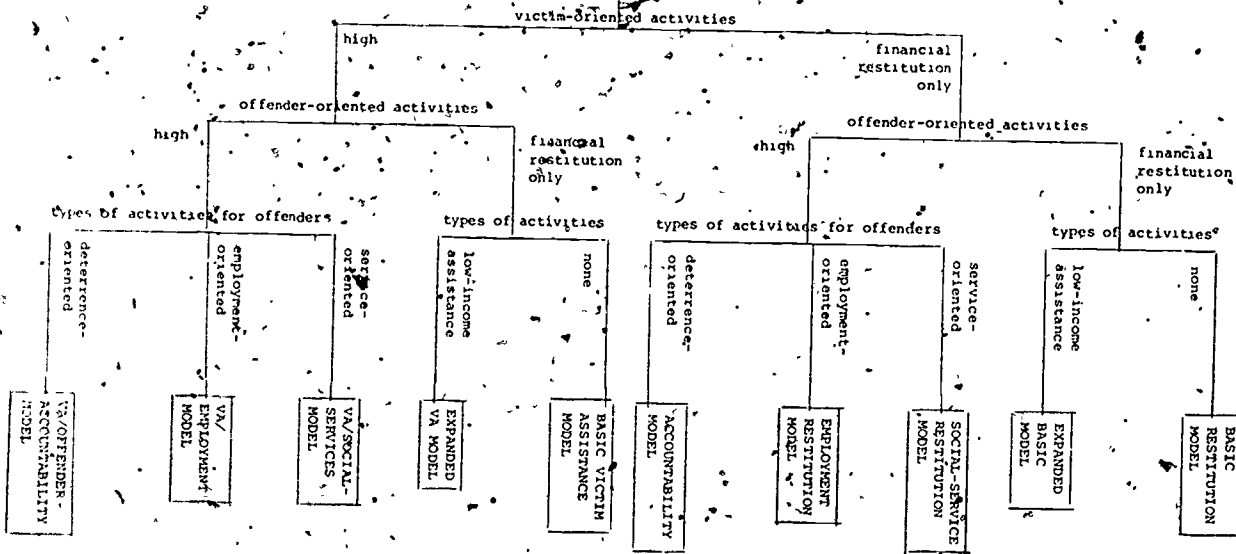 victim-oriented activities
high
financial
restitution
only
offender-oriented activities
high
financial
restitution
only
offender-oriented activities
high
financial
restitution
only
types of activities for offenders
deterrence-
oriented
employment-
oriented
service-
oriented
types of activities
low-income
assistance
none
types of activities for offenders
deterrence-
oriented
employment-
oriented
service-
oriented
types of activities
low-income
assistance
none
VA/OFFENDER-
ACCOUNTABILITY
MODEL
VA/
EMPLOYMENT
MODEL
VA/SOCIAL-
SERVICES
MODEL
EXPANDED
VA MODEL
BASIC VICTIM
ASSISTANCE
MODEL
ACCOUNTABILITY
MODEL
EMPLOYMENT
RESTITUTION
MODEL
SOCIAL-SERVICE
RESTITUTION
MODEL
EXPANDED
BASIC
MODEL
BASIC
RESTITUTION
MODEL